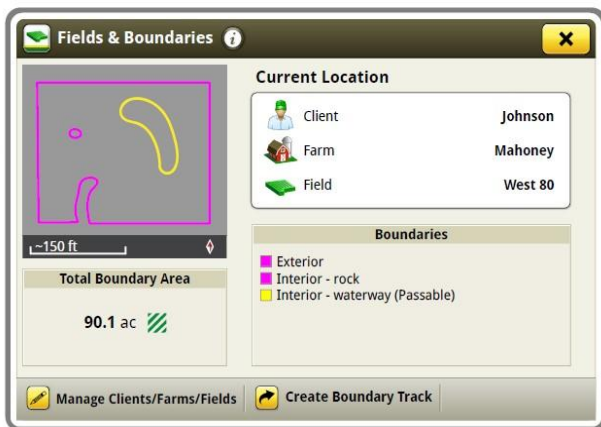 Fields & Boundaries i
Current Location
Client Johnson
Farm Mahoney
Field West 80
~150 ft
Boundaries
Exterior
Interior - rock
Interior - waterway (Passable)
Total Boundary Area
90.1 ac
Manage Clients/Farms/Fields
Create Boundary Track